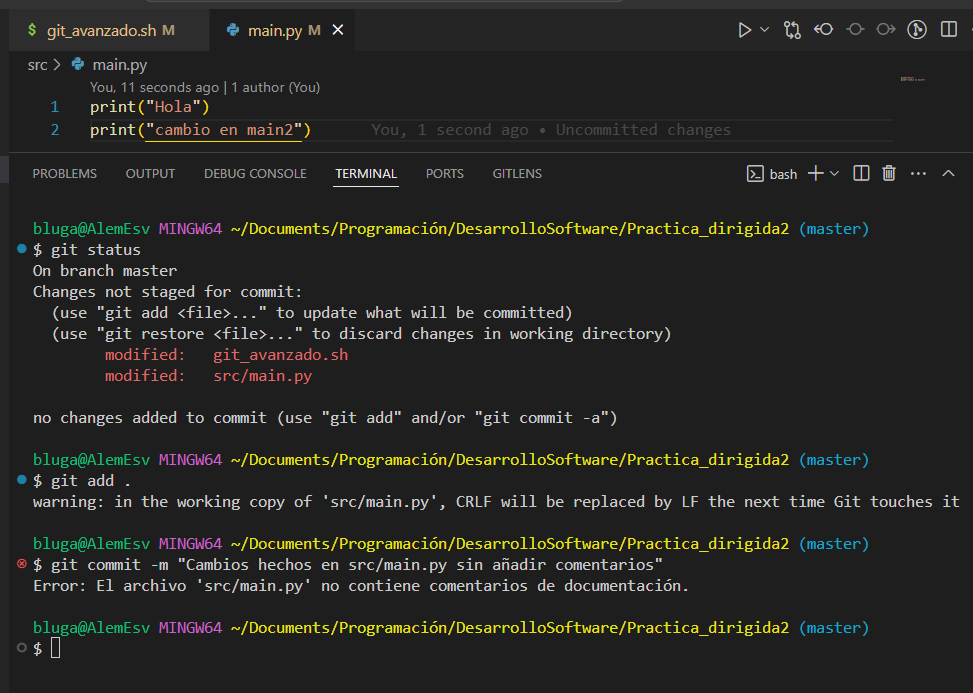 $ git_avanzado.sh M main.py M
src > main.py
You, 11 seconds ago | 1 author (You)
1 print("Hola")
2 print("cambio en main2") You, 1 second ago • Uncommitted changes
PROBLEMS OUTPUT DEBUG CONSOLE TERMINAL PORTS GITLENS bash
bluga@AlemEsv MINGW64 ~/Documents/Programación/DesarrolloSoftware/Practica_dirigida2 (master)
$ git status
On branch master
Changes not staged for commit:
(use "git add <file>..." to update what will be committed)
(use "git restore <file>..." to discard changes in working directory)
modified: git_avanzado.sh
modified: src/main.py
no changes added to commit (use "git add" and/or "git commit -a")
bluga@AlemEsv MINGW64 ~/Documents/Programación/DesarrolloSoftware/Practica_dirigida2 (master)
$ git add .
warning: in the working copy of 'src/main.py', CRLF will be replaced by LF the next time Git touches it
bluga@AlemEsv MINGW64 ~/Documents/Programación/DesarrolloSoftware/Practica_dirigida2 (master)
$ git commit -m "Cambios hechos en src/main.py sin añadir comentarios"
Error: El archivo 'src/main.py' no contiene comentarios de documentación.
bluga@AlemEsv MINGW64 ~/Documents/Programación/DesarrolloSoftware/Practica_dirigida2 (master)
$